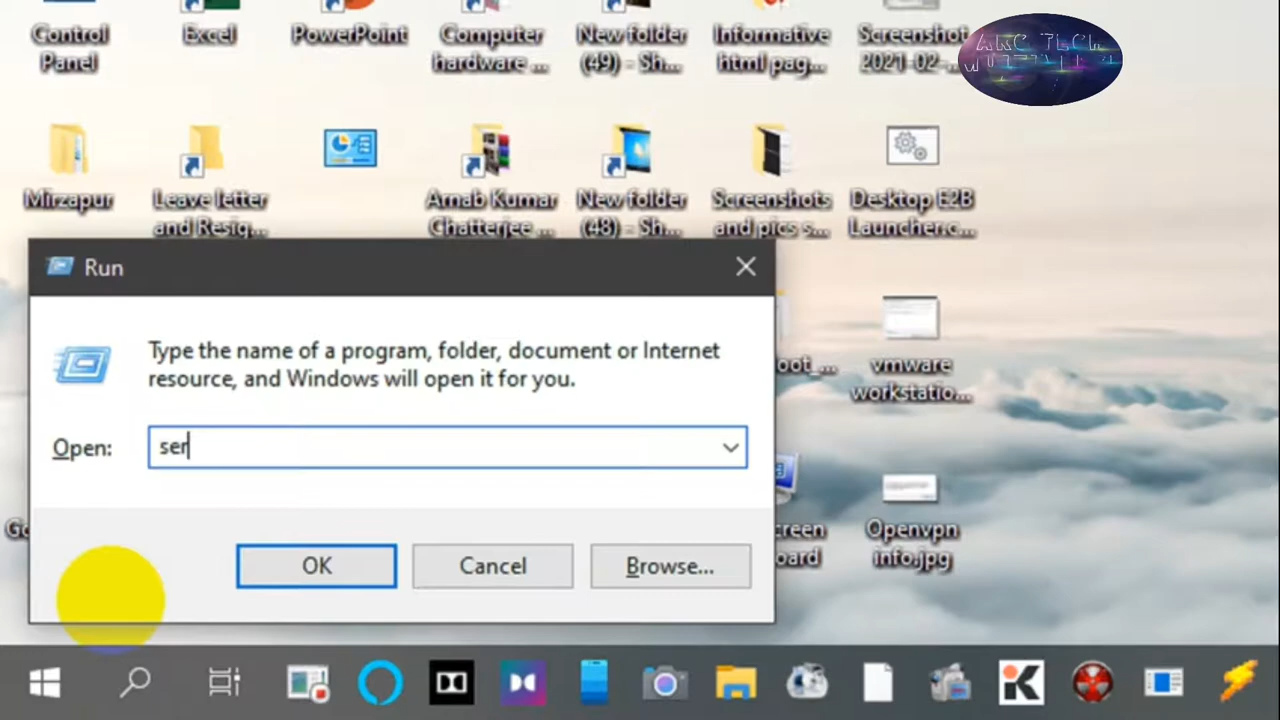 Control
Panel
Excel
PowerPoint
Computer
hardware ...
New folder
(49) - Sh...
Informative
html pag...
Screenshot
2021-02-...
Mirzapur
Leave letter
and Resig...
Arnab Kumar
Chatterjee ...
New folder
(48) - Sh...
Screenshots
and pics s...
Desktop E2B
Launcher.c...
Run
Type the name of a program, folder, document or Internet
resource, and Windows will open it for you.
Open:
ser
OK
Cancel
Browse...
oot_...
vmware
workstatio...
Go
creen
oard
Openvpn
info.jpg